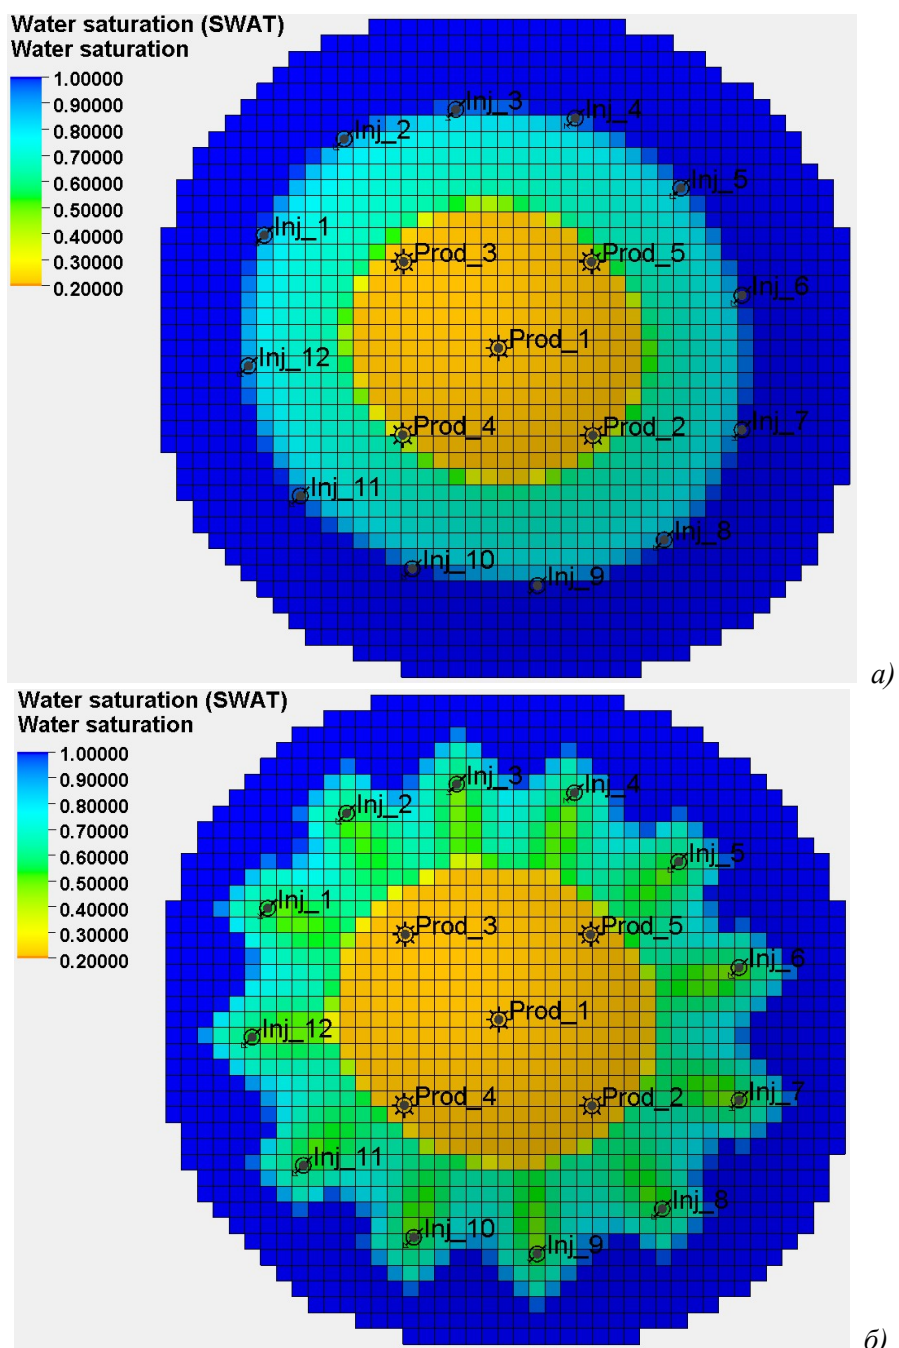 Water saturation (SWAT)
Water saturation
1.00000
0.90000
0.80000
0.70000
0.60000
0.50000
0.40000
0.30000
0.20000
Inj_3
Inj_4
Inj_2
Inj_5
Inj_1
Prod_3
Prod_5
Inj_6
Prod_1
Inj_12
Prod_4
Prod_2
Inj_7
Inj_11
Inj_8
Inj_10
Inj_9
а)
Water saturation (SWAT)
Water saturation
1.00000
0.90000
0.80000
0.70000
0.60000
0.50000
0.40000
0.30000
0.20000
Inj_3
Inj_4
Inj_2
Inj_5
Inj_1
Prod_3
Prod_5
Inj_6
Prod_1
Inj_12
Prod_4
Prod_2
Inj_7
Inj_11
Inj_8
Inj_10
Inj_9
б)